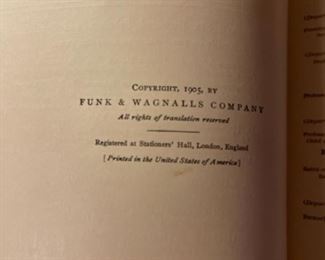 COPYRIGHT, 1905, BY
FUNK & WAGNALLS COMPANY
All rights of translation reserved
Registered at Stationers' Hall, London, England
[Printed in the United States of America]